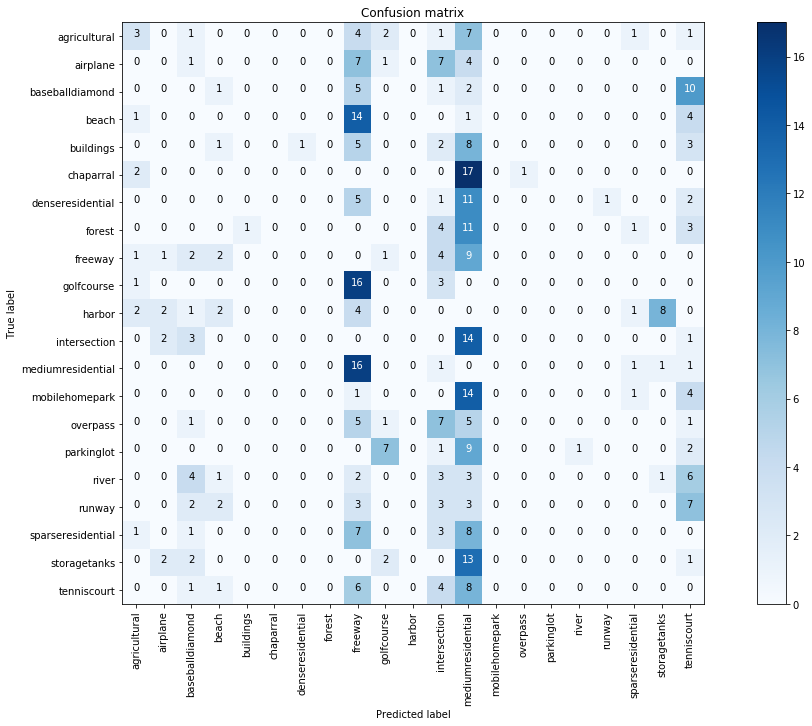 Confusion matrix
agricultural 3 0 1 0 0 0 0 0 4 2 0 1 7 0 0 0 0 0 1 0 1
airplane 0 0 1 0 0 0 0 0 7 1 0 7 4 0 0 0 0 0 0 0 0
baseballdiamond 0 0 0 1 0 0 0 0 5 0 0 1 2 0 0 0 0 0 0 0 10
beach 1 0 0 0 0 0 0 0 14 0 0 0 1 0 0 0 0 0 0 0 4
buildings 0 0 0 1 0 0 1 0 5 0 0 2 8 0 0 0 0 0 0 0 3
chaparral 2 0 0 0 0 0 0 0 0 0 0 0 17 0 1 0 0 0 0 0 0
denseresidential 0 0 0 0 0 0 0 0 5 0 0 1 11 0 0 0 0 1 0 0 2
forest 0 0 0 0 1 0 0 0 0 0 0 4 11 0 0 0 0 0 1 0 3
freeway 1 1 2 2 0 0 0 0 0 1 0 4 9 0 0 0 0 0 0 0 0
golfcourse 1 0 0 0 0 0 0 0 16 0 0 3 0 0 0 0 0 0 0 0 0
harbor 2 2 1 2 0 0 0 0 4 0 0 0 0 0 0 0 0 0 1 8 0
intersection 0 2 3 0 0 0 0 0 0 0 0 0 14 0 0 0 0 0 0 0 1
mediumresidential 0 0 0 0 0 0 0 0 16 0 0 1 0 0 0 0 0 0 1 1 1
mobilehomepark 0 0 0 0 0 0 0 0 1 0 0 0 14 0 0 0 0 0 1 0 4
overpass 0 0 1 0 0 0 0 0 5 1 0 7 5 0 0 0 0 0 0 0 1
parkinglot 0 0 0 0 0 0 0 0 0 7 0 1 9 0 0 0 1 0 0 0 2
river 0 0 4 1 0 0 0 0 2 0 0 3 3 0 0 0 0 0 0 1 6
runway 0 0 2 2 0 0 0 0 3 0 0 3 3 0 0 0 0 0 0 0 7
sparseresidential 1 0 1 0 0 0 0 0 7 0 0 3 8 0 0 0 0 0 0 0 0
storagetanks 0 2 2 0 0 0 0 0 0 2 0 0 13 0 0 0 0 0 0 0 1
tenniscourt 0 0 1 1 0 0 0 0 6 0 0 4 8 0 0 0 0 0 0 0 0
True label
agricultural
airplane
baseballdiamond
beach
buildings
chaparral
denseresidential
forest
freeway
golfcourse
harbor
intersection
mediumresidential
mobilehomepark
overpass
parkinglot
river
runway
sparseresidential
storagetanks
tenniscourt
Predicted label
16
14
12
10
8
6
4
2
0